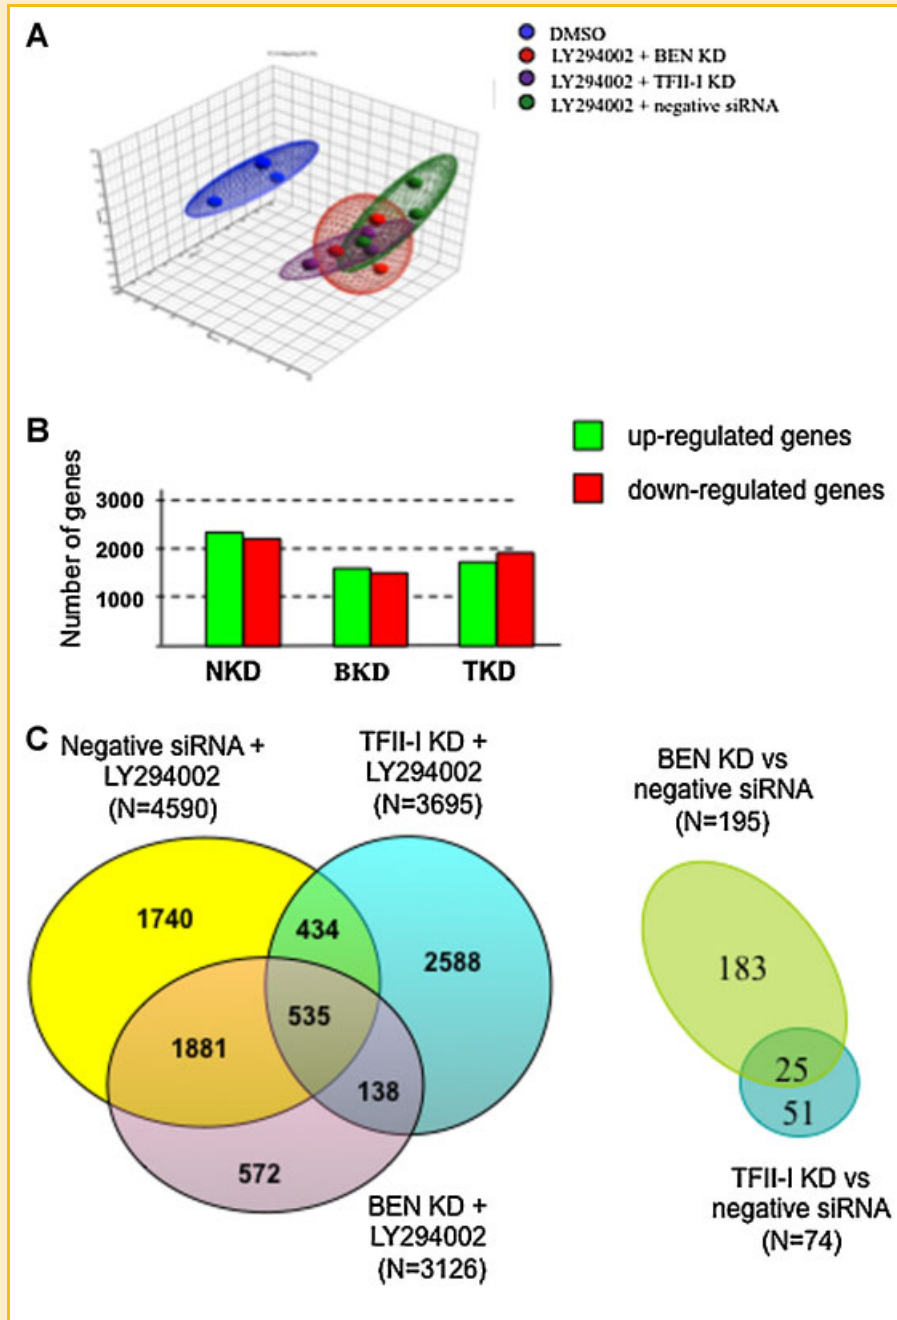 A
DMSO
LY294002 + BEN KD
LY294002 + TFII-I KD
LY294002 + negative siRNA
B
Number of genes
3000
2000
1000
NKD
BKD
TKD
up-regulated genes
down-regulated genes
C
Negative siRNA +
LY294002
(N=4590)
TFII-I KD +
LY294002
(N=3695)
1740
434
2588
535
1881
138
572
BEN KD +
LY294002
(N=3126)
BEN KD vs
negative siRNA
(N=195)
183
25
51
TFII-I KD vs
negative siRNA
(N=74)